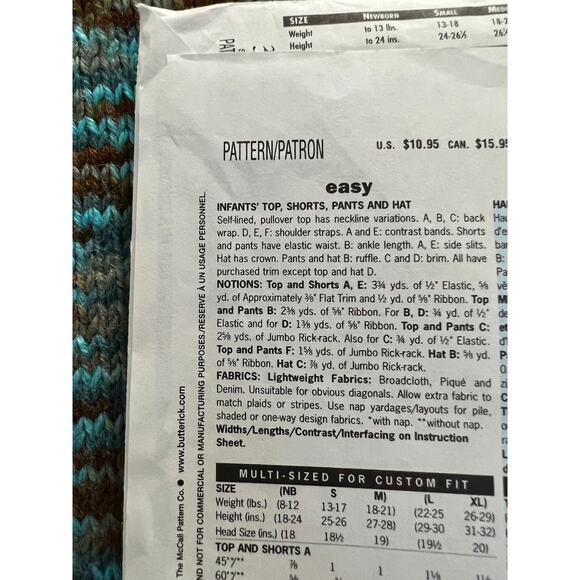 SIZE NEWBORN SMALL
Weight to 13 lbs. 13-18
Height to 24 ins. 24-26½
PATTERN/PATRON
U.S. $10.95 CAN. $15.95
easy
INFANTS' TOP, SHORTS, PANTS AND HAT
Self-lined, pullover top has neckline variations. A, B, C: back
wrap. D, E, F: shoulder straps. A and E: contrast bands. Shorts
and pants have elastic waist. B: ankle length. A, E: side slits.
Hat has crown. Pants and hat B: ruffle. C and D: brim. All have
purchased trim except top and hat D.
NOTIONS: Top and Shorts A, E: 3¾ yds. of ½" Elastic, ⅝
yd. of Approximately ⅜" Flat Trim and ½ yd. of ⅝" Ribbon. Top
and Pants B: 2⅜ yds. of ⅝" Ribbon. For B, D: ¾ yd. of ½"
Elastic and for D: 1⅜ yds. of ⅝" Ribbon. Top and Pants C:
2⅝ yds. of Jumbo Rick-rack. Also for C: ¾ yd. of ½" Elastic.
Top and Pants F: 1⅝ yds. of Jumbo Rick-rack. Hat B: ⅝ yd.
of ⅝" Ribbon. Hat C: ⅞ yd. of Jumbo Rick-rack.
FABRICS: Lightweight Fabrics: Broadcloth, Piqué and
Denim. Unsuitable for obvious diagonals. Allow extra fabric to
match plaids or stripes. Use nap yardages/layouts for pile,
shaded or one-way design fabrics. *with nap. **without nap.
Widths/Lengths/Contrast/Interfacing on Instruction
Sheet.
MULTI-SIZED FOR CUSTOM FIT
SIZE (NB S M) (L XL)
Weight (lbs.) (8-12 13-17 18-21) (22-25 26-29)
Height (ins.) (18-24 25-26 27-28) (29-30 31-32)
Head Size (ins.) (18 18½ 19) (19½ 20)
TOP AND SHORTS A
45"*/** ⅞ 1 1
60"*/**
The McCall Pattern Co. ● www.butterick.com
AND NOT FOR COMMERCIAL OR MANUFACTURING PURPOSES./RESERVE À UN USAGE PERSONNEL.